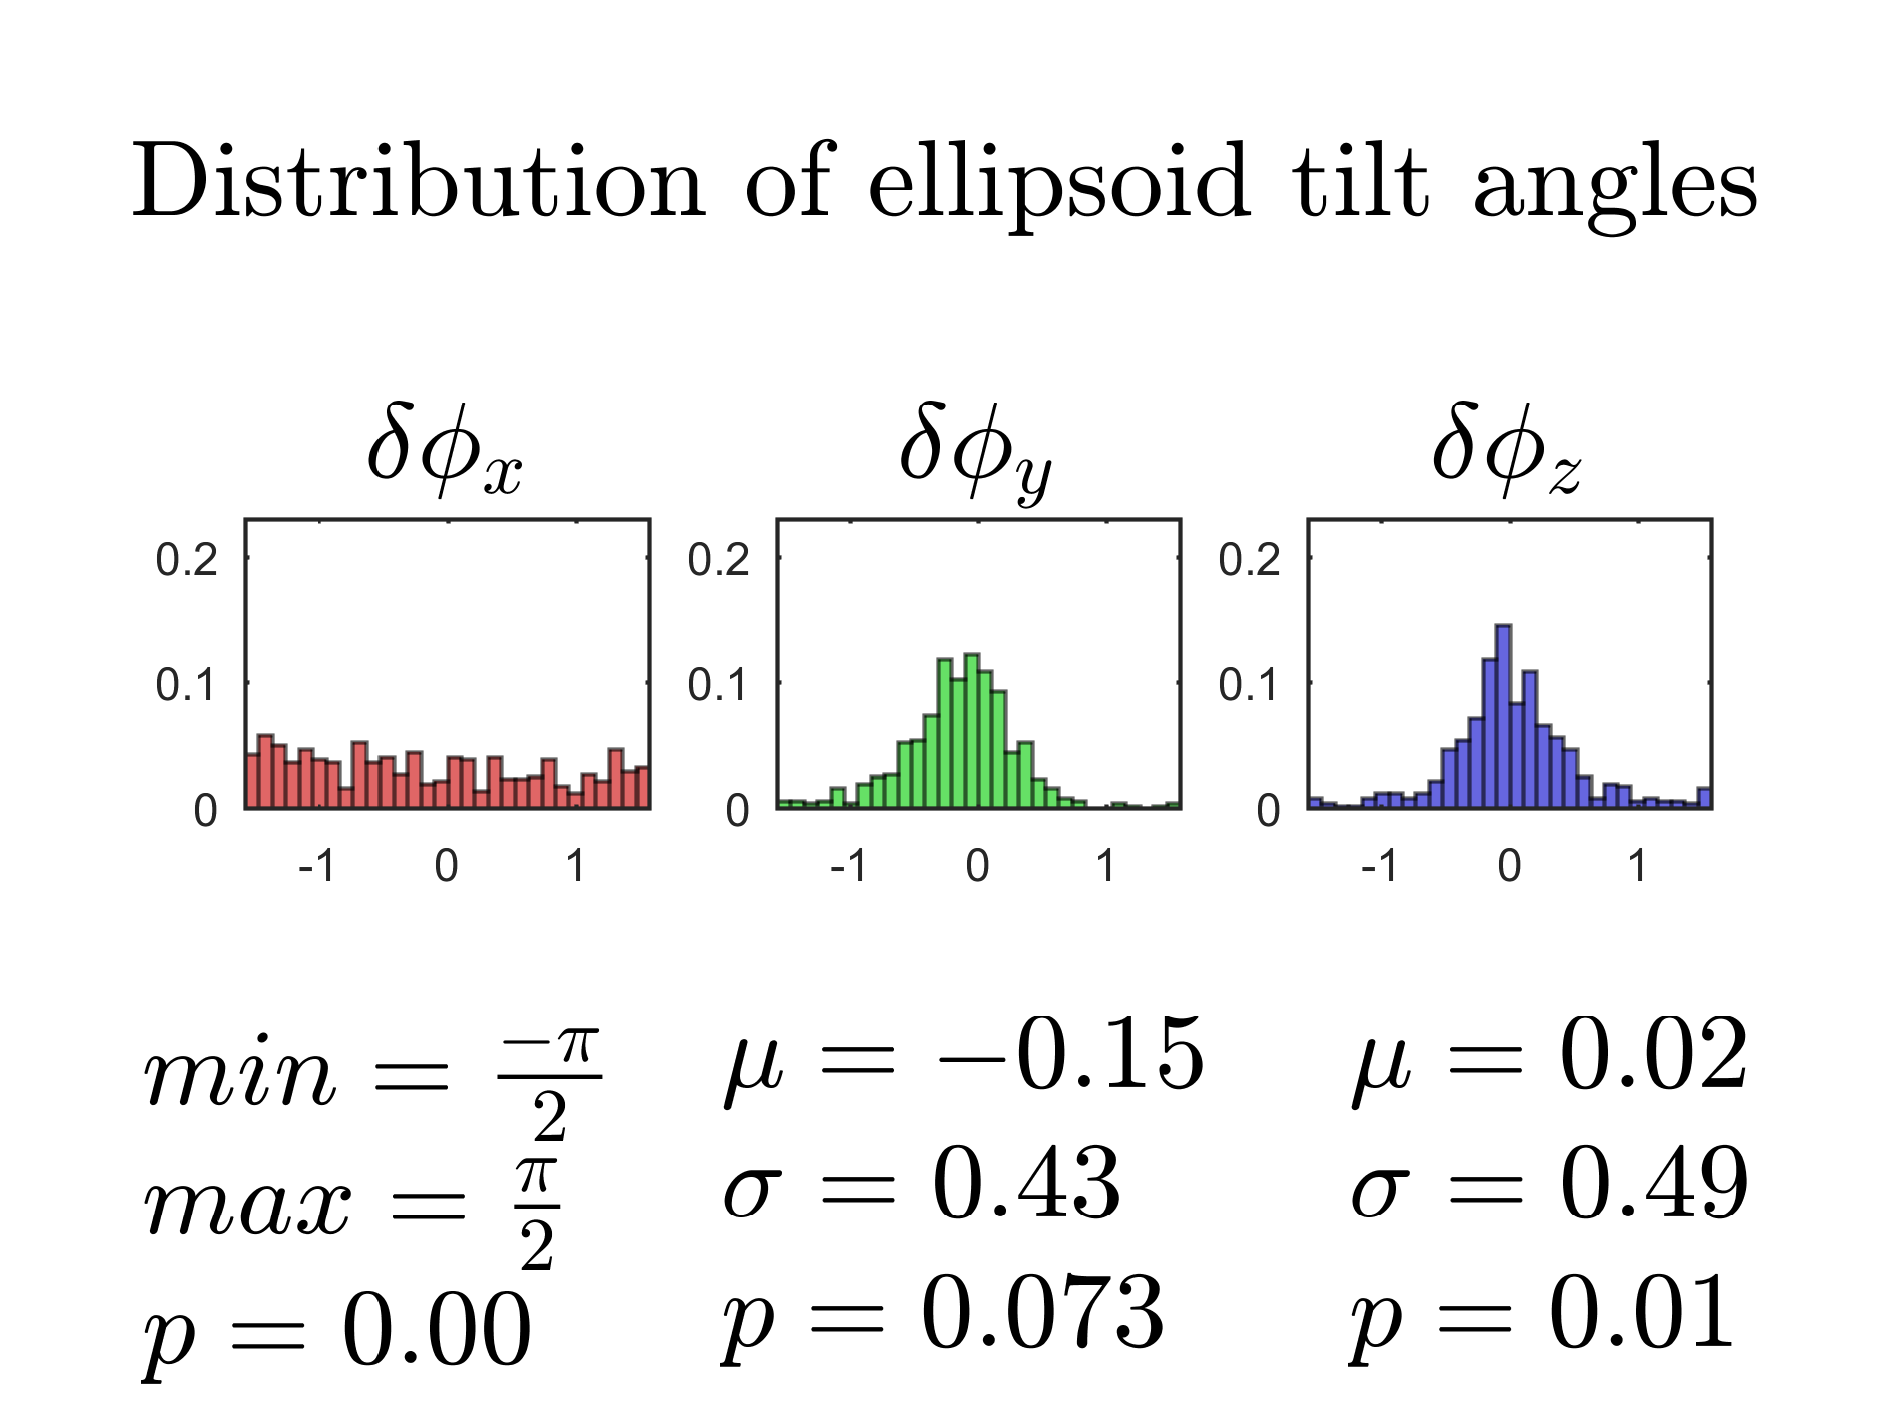 Distribution of ellipsoid tilt angles
δϕx δϕy δϕz
0.2 0.2 0.2
0.1 0.1 0.1
0 0 0
-1 0 1 -1 0 1 -1 0 1
min = −π/2 μ = −0.15 μ = 0.02
max = π/2 σ = 0.43 σ = 0.49
p = 0.00 p = 0.073 p = 0.01